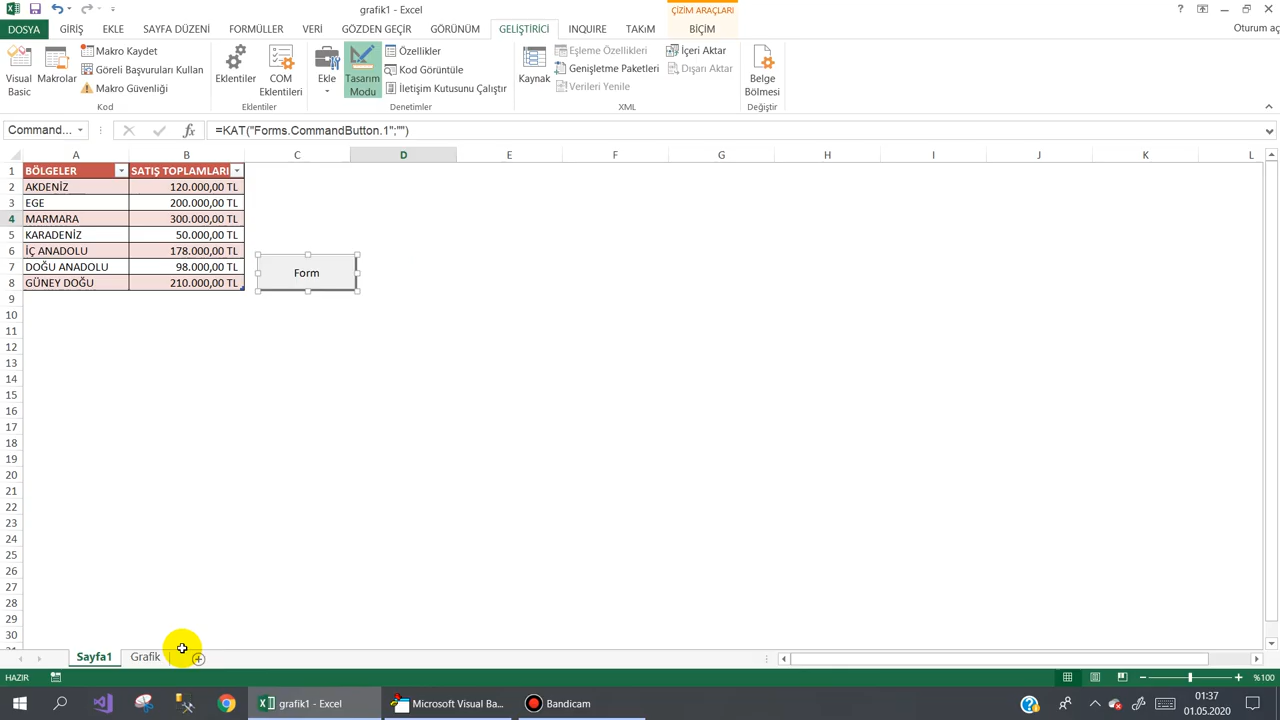 grafik1 - Excel
ÇİZİM ARAÇLARI
DOSYA GİRİŞ EKLE SAYFA DÜZENİ FORMÜLLER VERİ GÖZDEN GEÇİR GÖRÜNÜM GELİŞTİRİCİ INQUIRE TAKIM BİÇİM Oturum aç
Visual Basic
Makrolar
Makro Kaydet
Göreli Başvuruları Kullan
Makro Güvenliği
Kod
Eklentiler
COM Eklentileri
Eklentiler
Ekle
Tasarım Modu
Özellikler
Kod Görüntüle
İletişim Kutusunu Çalıştır
Denetimler
Kaynak
Eşleme Özellikleri
Genişletme Paketleri
Verileri Yenile
İçeri Aktar
Dışarı Aktar
XML
Belge Bölmesi
Değiştir
Command... fx =KAT("Forms.CommandButton.1";"")
A B C D E F G H I J K L
1 BÖLGELER SATIŞ TOPLAMLARI
2 AKDENİZ 120.000,00 TL
3 EGE 200.000,00 TL
4 MARMARA 300.000,00 TL
5 KARADENİZ 50.000,00 TL
6 İÇ ANADOLU 178.000,00 TL
7 DOĞU ANADOLU 98.000,00 TL
8 GÜNEY DOĞU 210.000,00 TL
Form
9
10
11
12
13
14
15
16
17
18
19
20
21
22
23
24
25
26
27
28
29
30
Sayfa1 Grafik
HAZIR %100
grafik1 - Excel Microsoft Visual Ba... Bandicam
01:37
01.05.2020